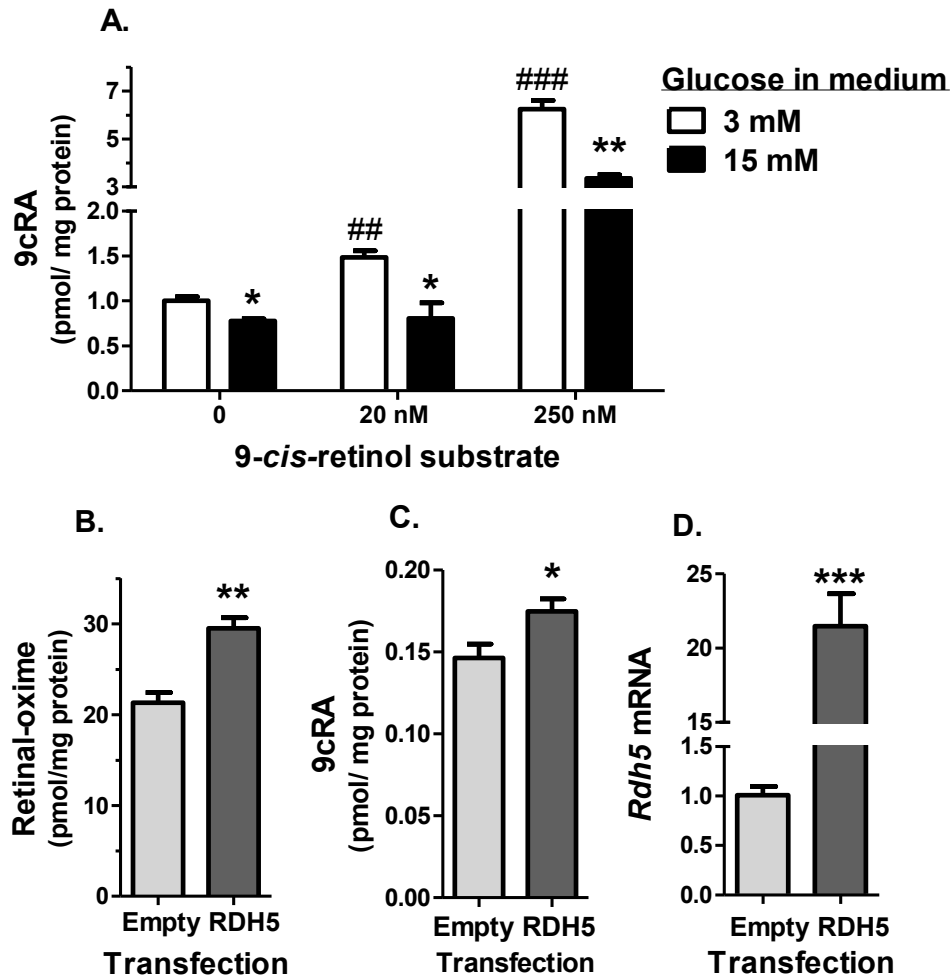 A.
9cRA
(pmol/ mg protein)
7
5
3
2.0
1.5
1.0
0.5
0.0
##
###
*
*
**
0
20 nM
250 nM
9-cis-retinol substrate
Glucose in medium
3 mM
15 mM
B.
Retinal-oxime
(pmol/mg protein)
30
20
10
0
**
Empty RDH5
Transfection
C.
9cRA
(pmol/ mg protein)
0.20
0.15
0.10
0.05
0.00
*
Empty RDH5
Transfection
D.
Rdh5 mRNA
25
20
15
1.0
0.5
0.0
***
Empty RDH5
Transfection